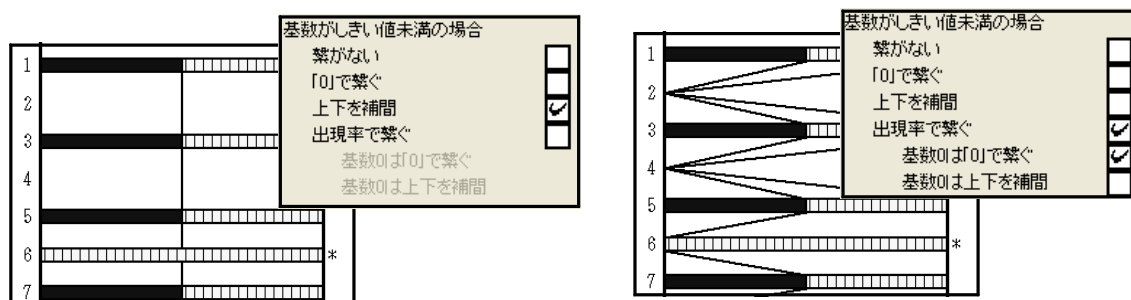 基数がしきい値未満の場合
繋がない
「0」で繋ぐ
上下を補間
出現率で繋ぐ
基数0は「0」で繋ぐ
基数0は上下を補間
1
2
3
4
5
6
*
7
基数がしきい値未満の場合
繋がない
「0」で繋ぐ
上下を補間
出現率で繋ぐ
基数0は「0」で繋ぐ
基数0は上下を補間
1
2
3
4
5
6
*
7